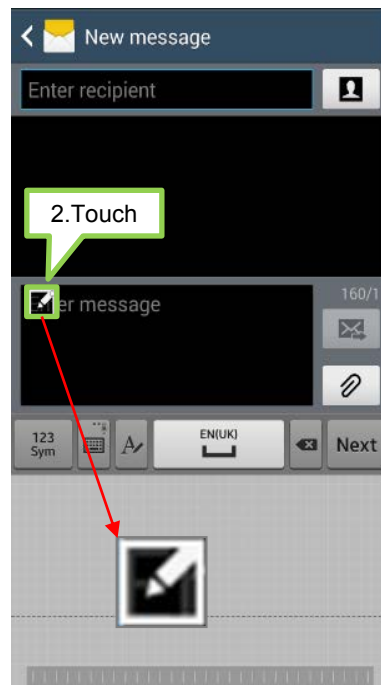 New message
Enter recipient
2.Touch
er message
160/1
123
Sym
EN(UK)
Next